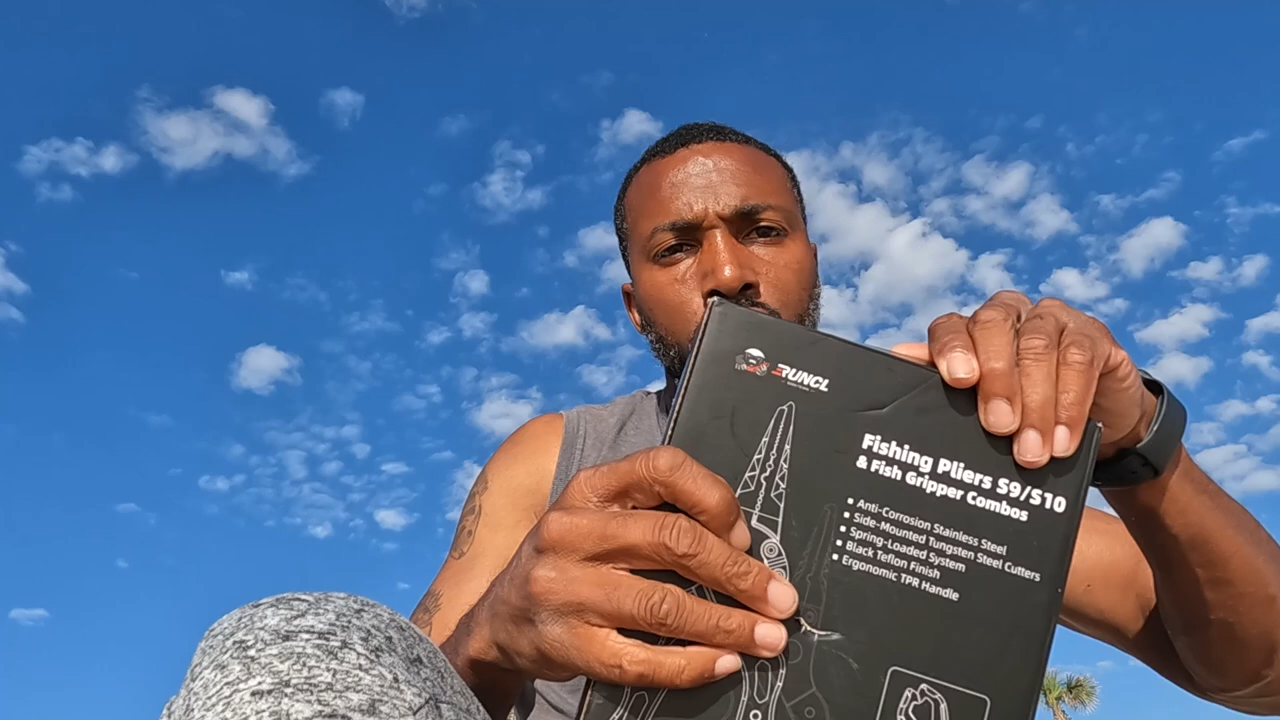 RUNCL
Fishing Pliers S9/S10
& Fish Gripper Combos
▪ Anti-Corrosion Stainless Steel
▪ Side-Mounted Tungsten Steel Cutters
▪ Spring-Loaded System
▪ Black Teflon Finish
▪ Ergonomic TPR Handle